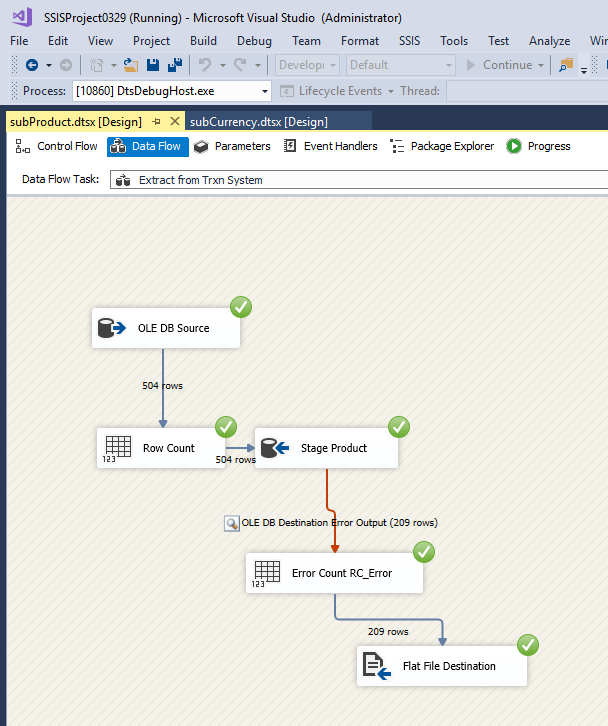 SSISProject0329 (Running) - Microsoft Visual Studio (Administrator)
File Edit View Project Build Debug Team Format SSIS Tools Test Analyze
Develop Default Continue
Process: [10860] DtsDebugHost.exe Lifecycle Events Thread:
subProduct.dtsx [Design] subCurrency.dtsx [Design]
Control Flow Data Flow Parameters Event Handlers Package Explorer Progress
Data Flow Task: Extract from Trxn System
OLE DB Source
504 rows
Row Count
123
504 rows
Stage Product
OLE DB Destination Error Output (209 rows)
Error Count RC_Error
123
209 rows
Flat File Destination